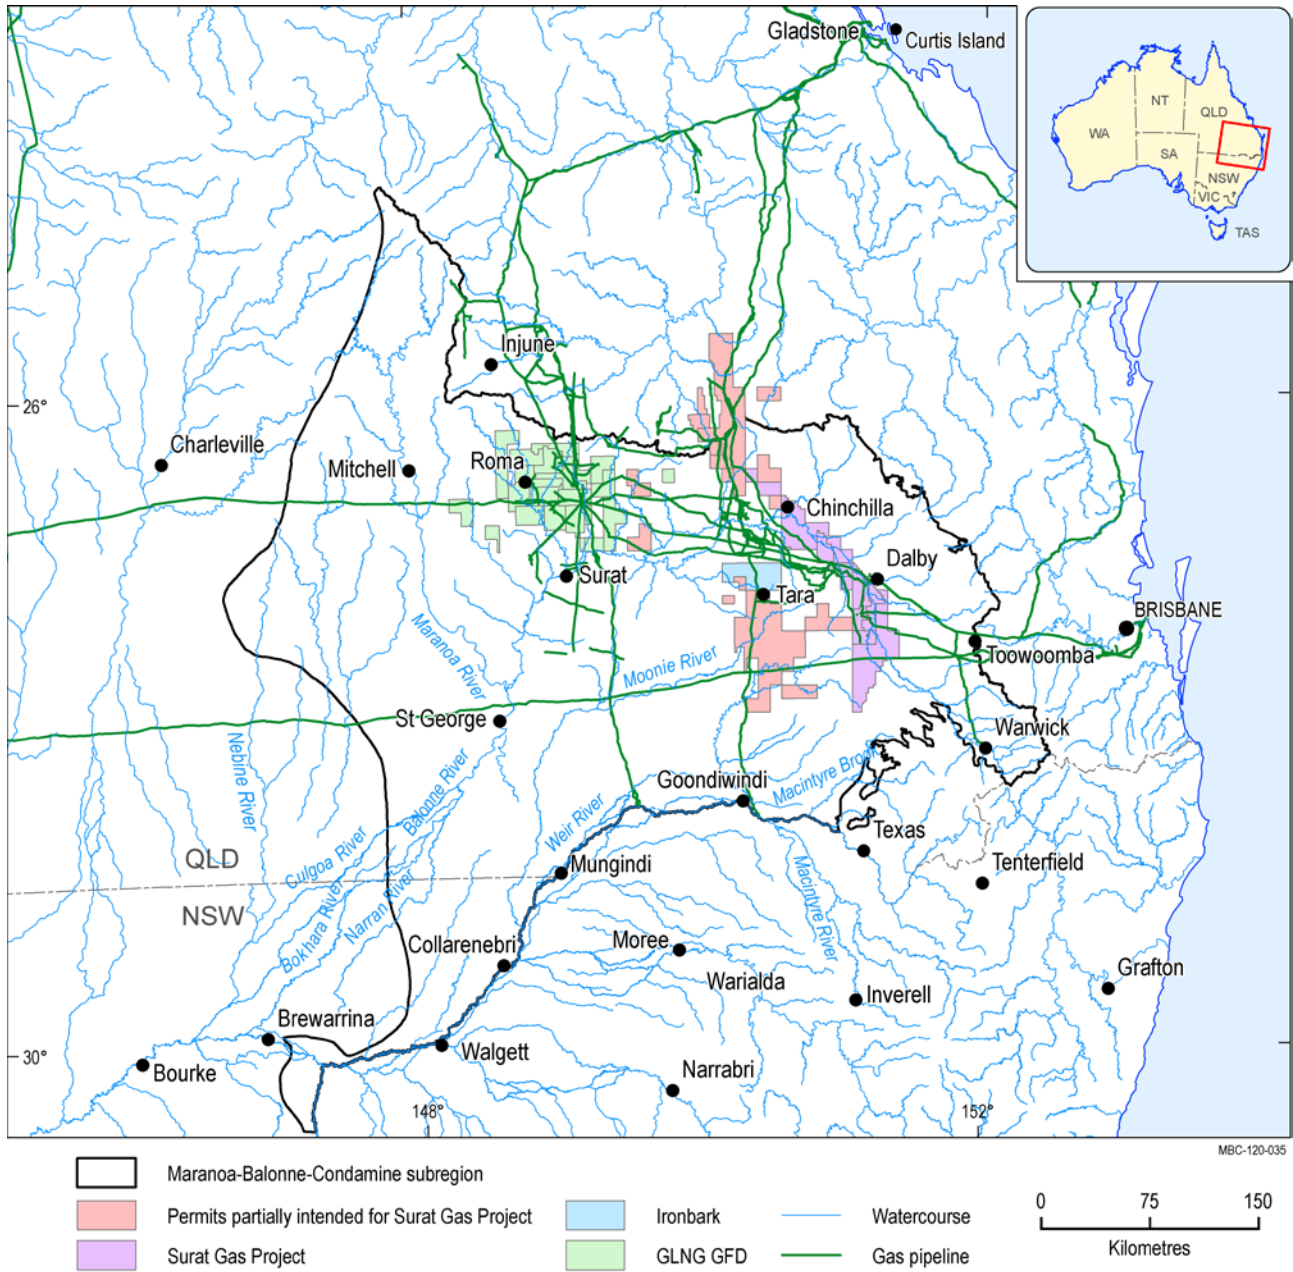 Gladstone
Curtis Island
NT
QLD
WA
SA
NSW
VIC
TAS
Injune
26°
Charleville
Mitchell
Roma
Chinchilla
Dalby
Surat
Tara
BRISBANE
Maranoa River
Moonie River
Toowoomba
St George
Warwick
Nebine River
Balonne River
Goondiwindi
Macintyre Brook
Weir River
Texas
Culgoa River
QLD
Mungindi
Tenterfield
NSW
Bokhara River
Narran River
Macintyre River
Collarenebri
Moree
Warialda
Grafton
Inverell
Brewarrina
30°
Walgett
Bourke
Narrabri
148°
152°
MBC-120-035
Maranoa-Balonne-Condamine subregion
Permits partially intended for Surat Gas Project
Ironbark
Watercourse
0 75 150
Surat Gas Project
GLNG GFD
Gas pipeline
Kilometres